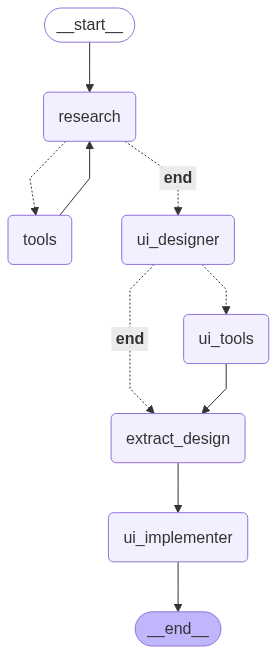 __start__
research
end
tools
ui_designer
ui_tools
end
extract_design
ui_implementer
__end__